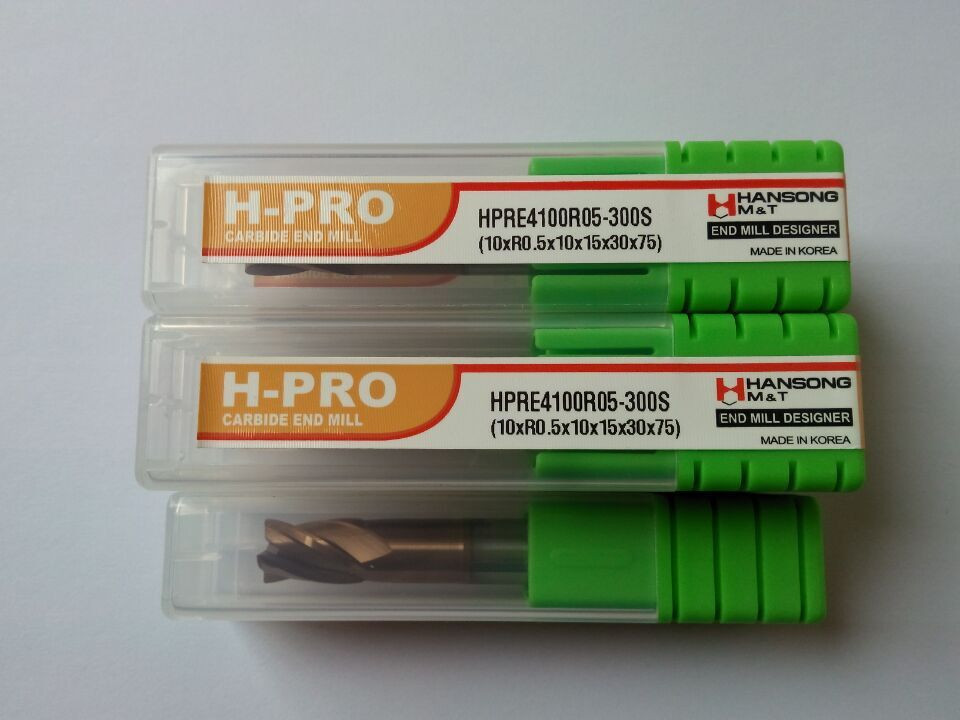 H-PRO
CARBIDE END MILL
HPRE4100R05-300S
(10xR0.5x10x15x30x75)
HANSONG
M&T
END MILL DESIGNER
MADE IN KOREA
H-PRO
CARBIDE END MILL
HPRE4100R05-300S
(10xR0.5x10x15x30x75)
HANSONG
M&T
END MILL DESIGNER
MADE IN KOREA